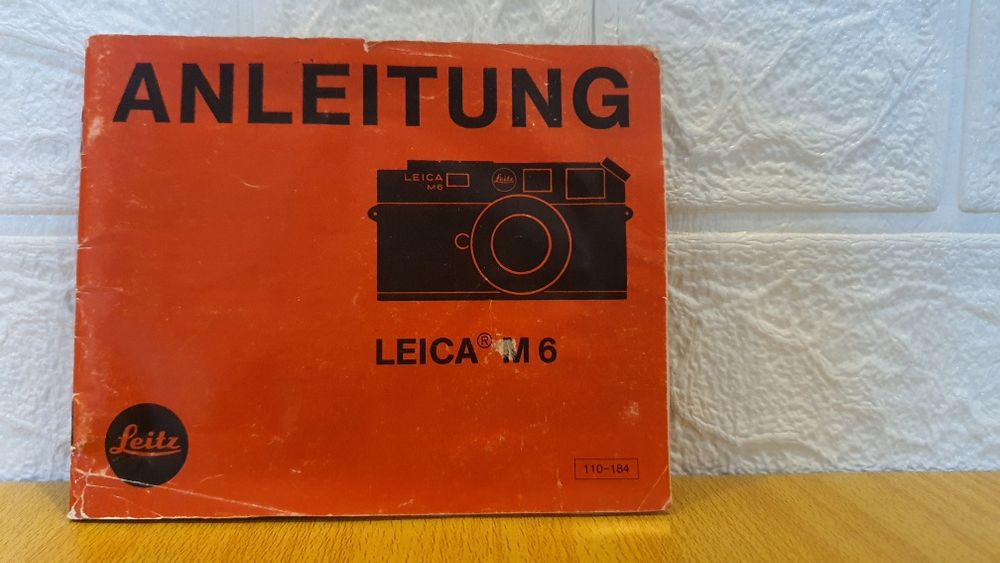 ANLEITUNG
LEICA
M6
Leitz
LEICA® M6
Leitz
110-184